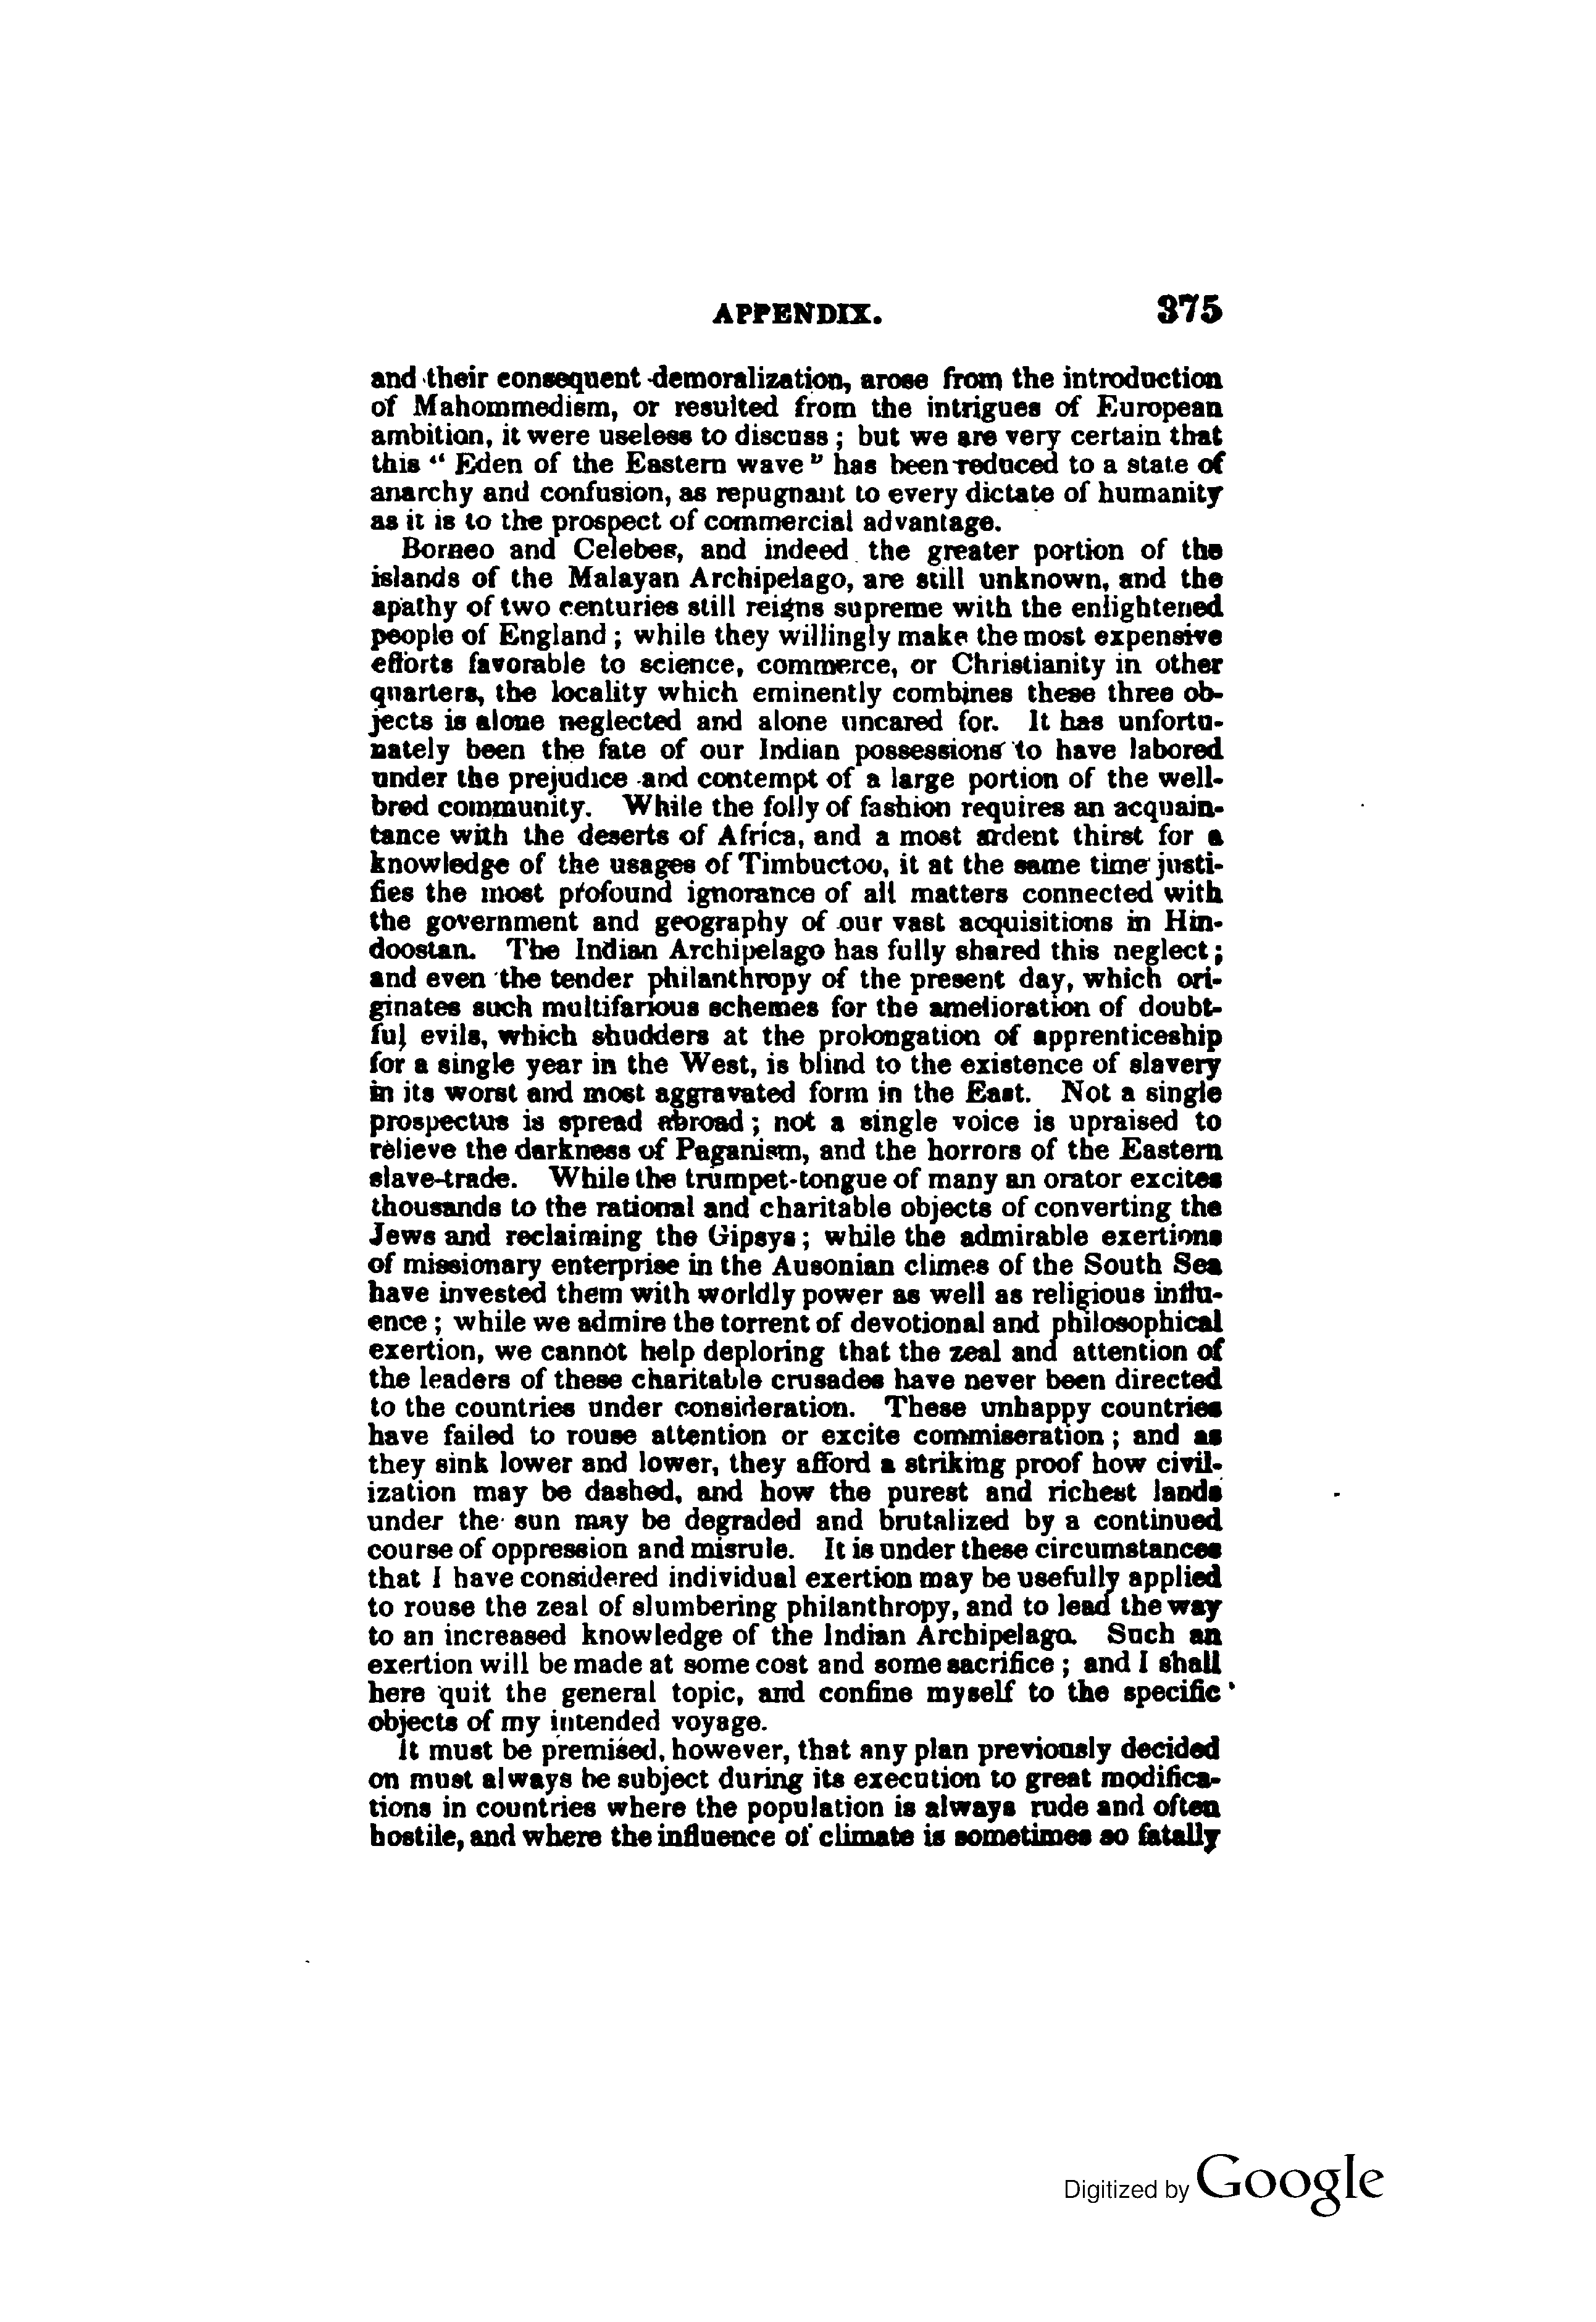 APPENDIX. 375
and their consequent demoralization, arose from the introduction
of Mahommedism, or resulted from the intrigues of European
ambition, it were useless to discuss; but we are very certain that
this "Eden of the Eastern wave" has been reduced to a state of
anarchy and confusion, as repugnant to every dictate of humanity
as it is to the prospect of commercial advantage.
Borneo and Celebes, and indeed the greater portion of the
islands of the Malayan Archipelago, are still unknown, and the
apathy of two centuries still reigns supreme with the enlightened
people of England; while they willingly make the most expensive
efforts favorable to science, commerce, or Christianity in other
quarters, the locality which eminently combines these three ob-
jects is alone neglected and alone uncared for. It has unfortu-
nately been the fate of our Indian possessions to have labored
under the prejudice and contempt of a large portion of the well-
bred community. While the folly of fashion requires an acquain-
tance with the deserts of Africa, and a most ardent thirst for a
knowledge of the usages of Timbuctoo, it at the same time justi-
fies the most profound ignorance of all matters connected with
the government and geography of our vast acquisitions in Hin-
doostan. The Indian Archipelago has fully shared this neglect;
and even the tender philanthropy of the present day, which ori-
ginates such multifarious schemes for the amelioration of doubt-
ful evils, which shudders at the prolongation of apprenticeship
for a single year in the West, is blind to the existence of slavery
in its worst and most aggravated form in the East. Not a single
prospectus is spread abroad; not a single voice is upraised to
relieve the darkness of Paganism, and the horrors of the Eastern
slave-trade. While the trumpet-tongue of many an orator excites
thousands to the rational and charitable objects of converting the
Jews and reclaiming the Gipsys; while the admirable exertions
of missionary enterprise in the Ausonian climes of the South Sea
have invested them with worldly power as well as religious influ-
ence; while we admire the torrent of devotional and philosophical
exertion, we cannot help deploring that the zeal and attention of
the leaders of these charitable crusades have never been directed
to the countries under consideration. These unhappy countries
have failed to rouse attention or excite commiseration; and as
they sink lower and lower, they afford a striking proof how civil-
ization may be dashed, and how the purest and richest lands
under the sun may be degraded and brutalized by a continued
course of oppression and misrule. It is under these circumstances
that I have considered individual exertion may be usefully applied
to rouse the zeal of slumbering philanthropy, and to lead the way
to an increased knowledge of the Indian Archipelago. Such an
exertion will be made at some cost and some sacrifice; and I shall
here quit the general topic, and confine myself to the specific
objects of my intended voyage.
It must be premised, however, that any plan previously decided
on must always be subject during its execution to great modifica-
tions in countries where the population is always rude and often
hostile, and where the influence of climate is sometimes so fatally
Digitized by Google